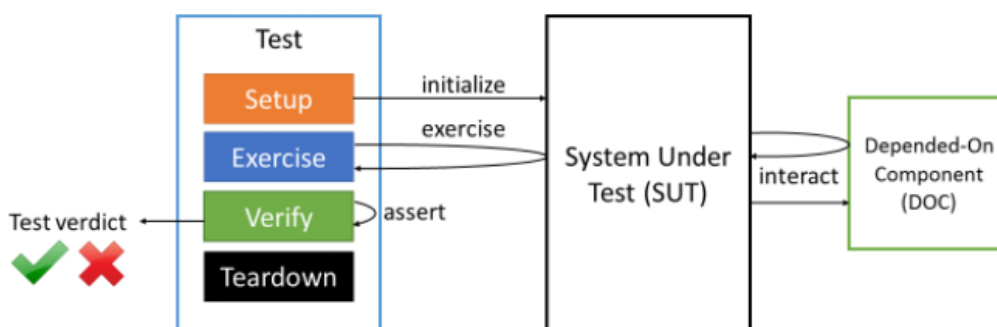 Test
Setup
initialize
Exercise
exercise
Verify
assert
Teardown
Test verdict
System Under
Test (SUT)
interact
Depended-On
Component
(DOC)